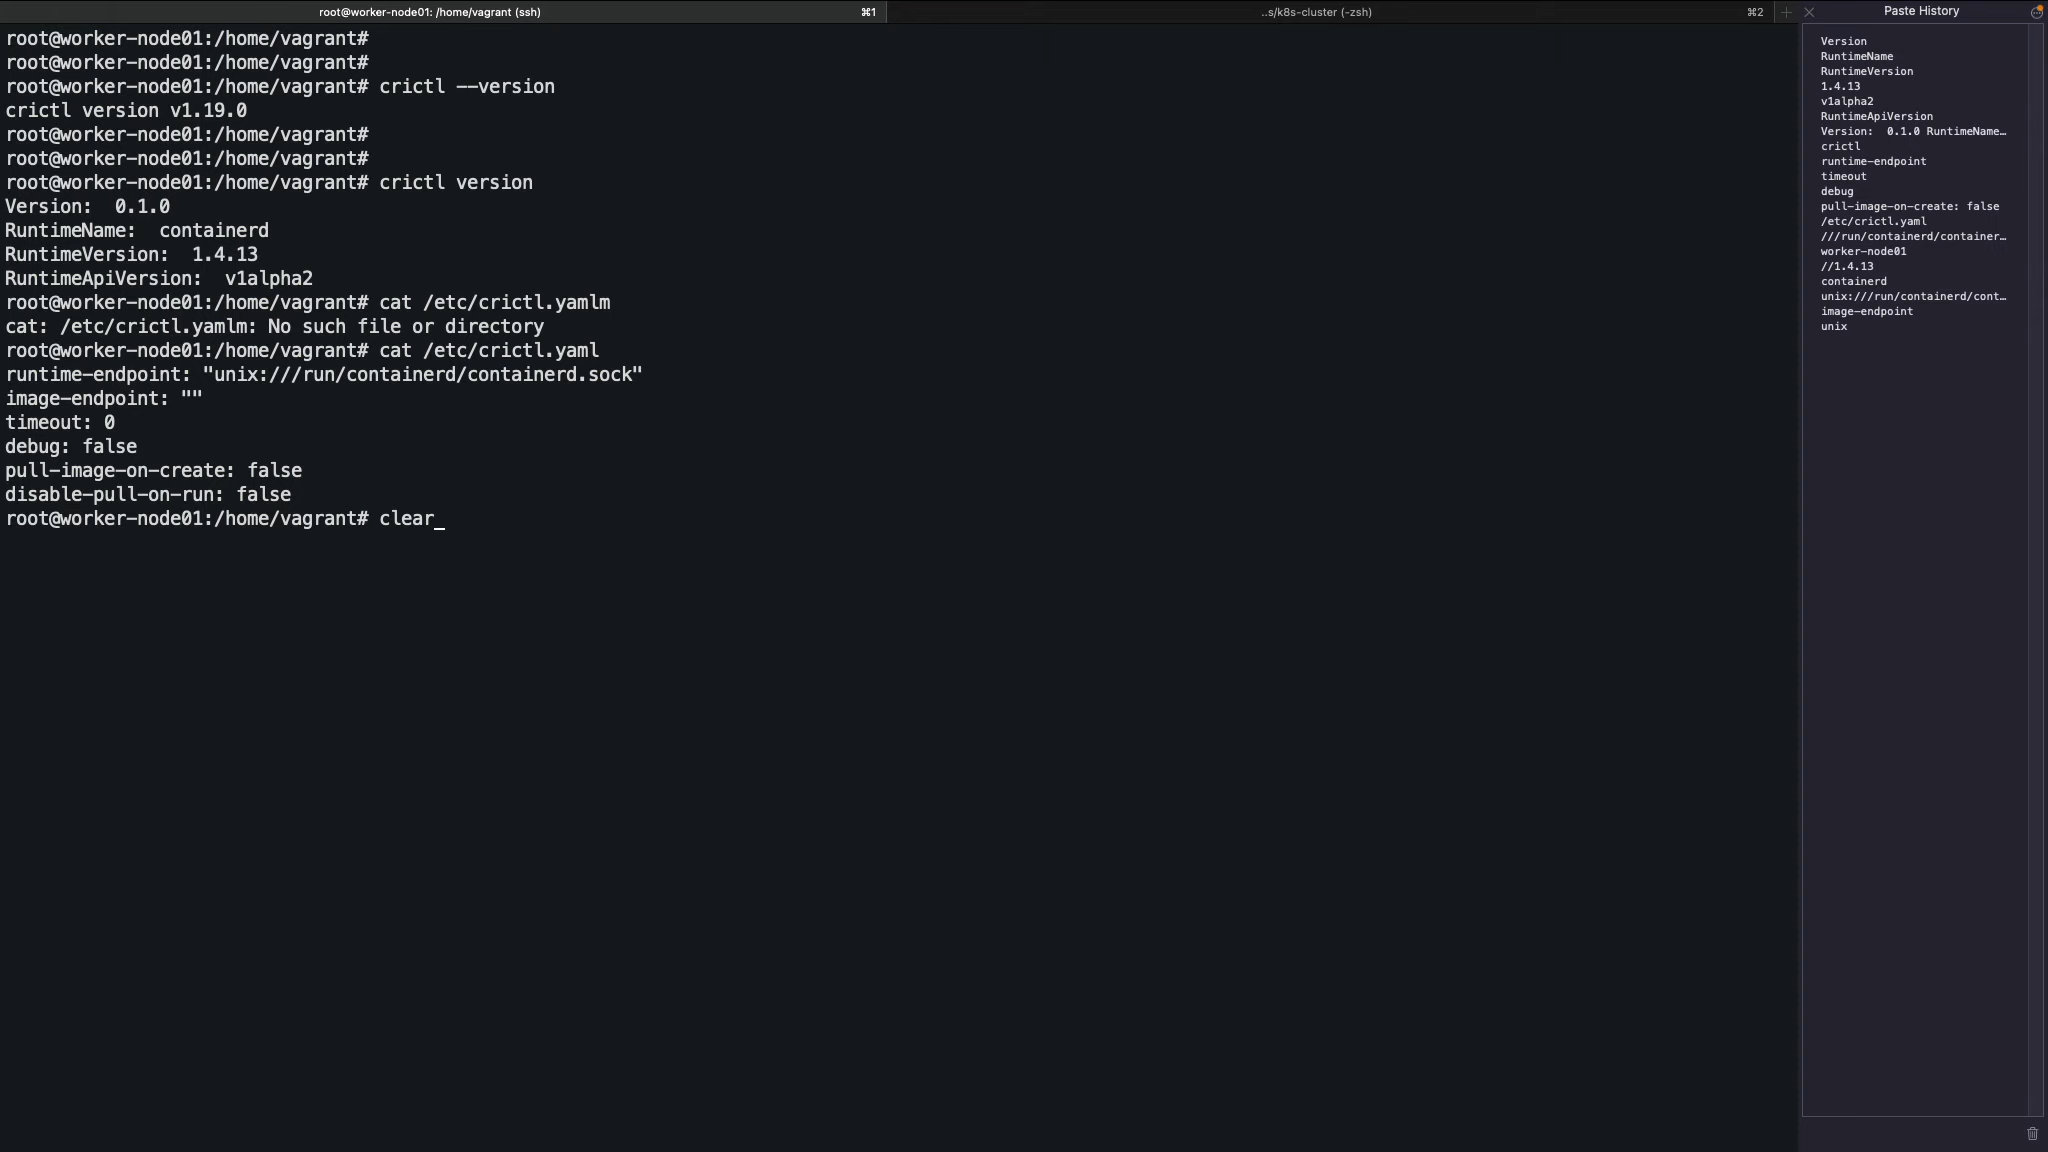 root@worker-node01: /home/vagrant (ssh) ⌘1 ..s/k8s-cluster (-zsh) ⌘2
root@worker-node01:/home/vagrant#
root@worker-node01:/home/vagrant#
root@worker-node01:/home/vagrant# crictl --version
crictl version v1.19.0
root@worker-node01:/home/vagrant#
root@worker-node01:/home/vagrant#
root@worker-node01:/home/vagrant# crictl version
Version:  0.1.0
RuntimeName:  containerd
RuntimeVersion:  1.4.13
RuntimeApiVersion:  v1alpha2
root@worker-node01:/home/vagrant# cat /etc/crictl.yamlm
cat: /etc/crictl.yamlm: No such file or directory
root@worker-node01:/home/vagrant# cat /etc/crictl.yaml
runtime-endpoint: "unix:///run/containerd/containerd.sock"
image-endpoint: ""
timeout: 0
debug: false
pull-image-on-create: false
disable-pull-on-run: false
root@worker-node01:/home/vagrant# clear_
Paste History
Version
RuntimeName
RuntimeVersion
1.4.13
v1alpha2
RuntimeApiVersion
Version:  0.1.0 RuntimeName…
crictl
runtime-endpoint
timeout
debug
pull-image-on-create: false
/etc/crictl.yaml
///run/containerd/container…
worker-node01
//1.4.13
containerd
unix:///run/containerd/cont…
image-endpoint
unix